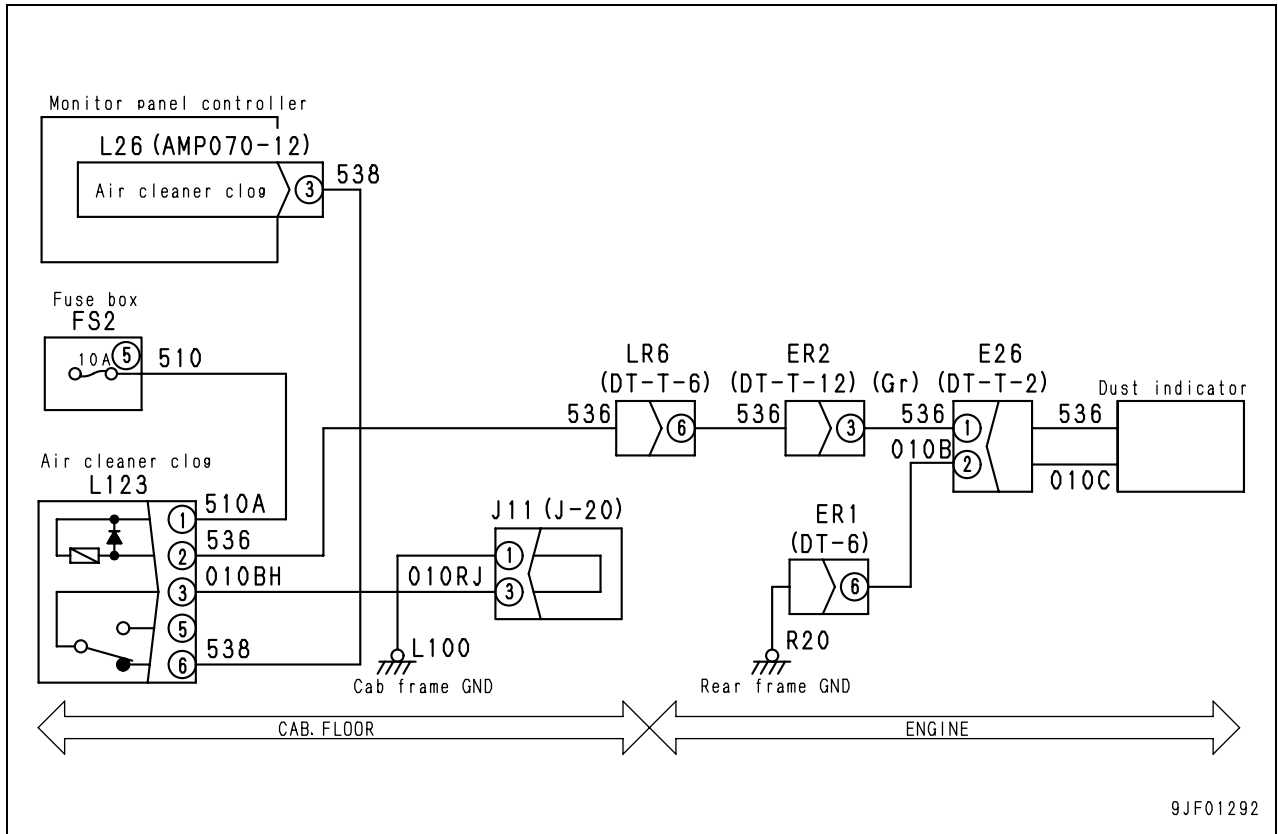 Monitor panel controller
L26 (AMP070-12)
Air cleaner clog
3
538
Fuse box
FS2
10A
5
510
LR6
(DT-T-6)
ER2
(DT-T-12)
(Gr)
E26
(DT-T-2)
Dust indicator
536
6
536
3
536
1
536
010B
2
010C
Air cleaner clog
L123
1
510A
2
536
3
010BH
5
6
538
J11 (J-20)
1
010RJ
3
L100
Cab frame GND
ER1
(DT-6)
6
R20
Rear frame GND
CAB. FLOOR
ENGINE
9JF01292